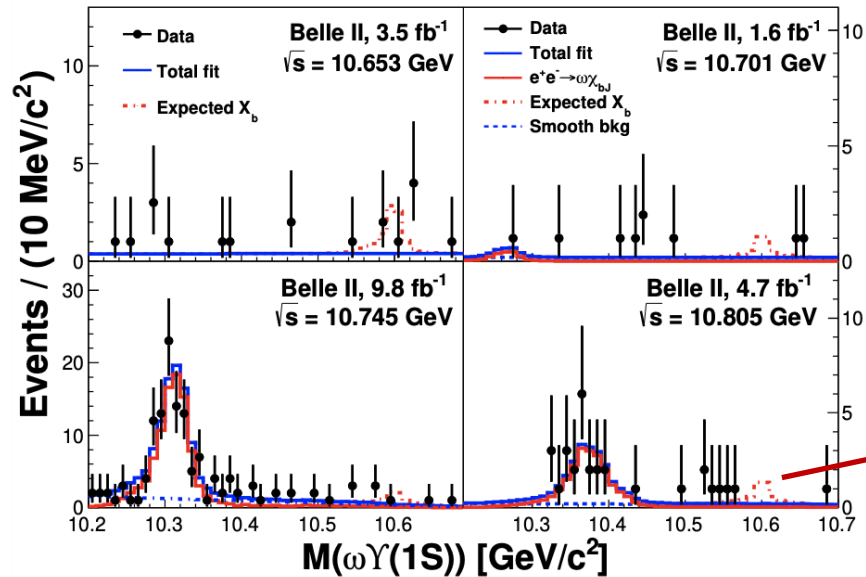 Belle II, 3.5 fb⁻¹
√s = 10.653 GeV
Data
Total fit
Expected X_b
Belle II, 1.6 fb⁻¹
√s = 10.701 GeV
Data
Total fit
e⁺e⁻→ωχ_bJ
Expected X_b
Smooth bkg
Belle II, 9.8 fb⁻¹
√s = 10.745 GeV
Belle II, 4.7 fb⁻¹
√s = 10.805 GeV
Events / (10 MeV/c²)
10
5
0
30
20
10
0
10
5
0
10
5
0
10.2 10.3 10.4 10.5 10.6 10.3 10.4 10.5 10.6 10.7
M(ωΥ(1S)) [GeV/c²]